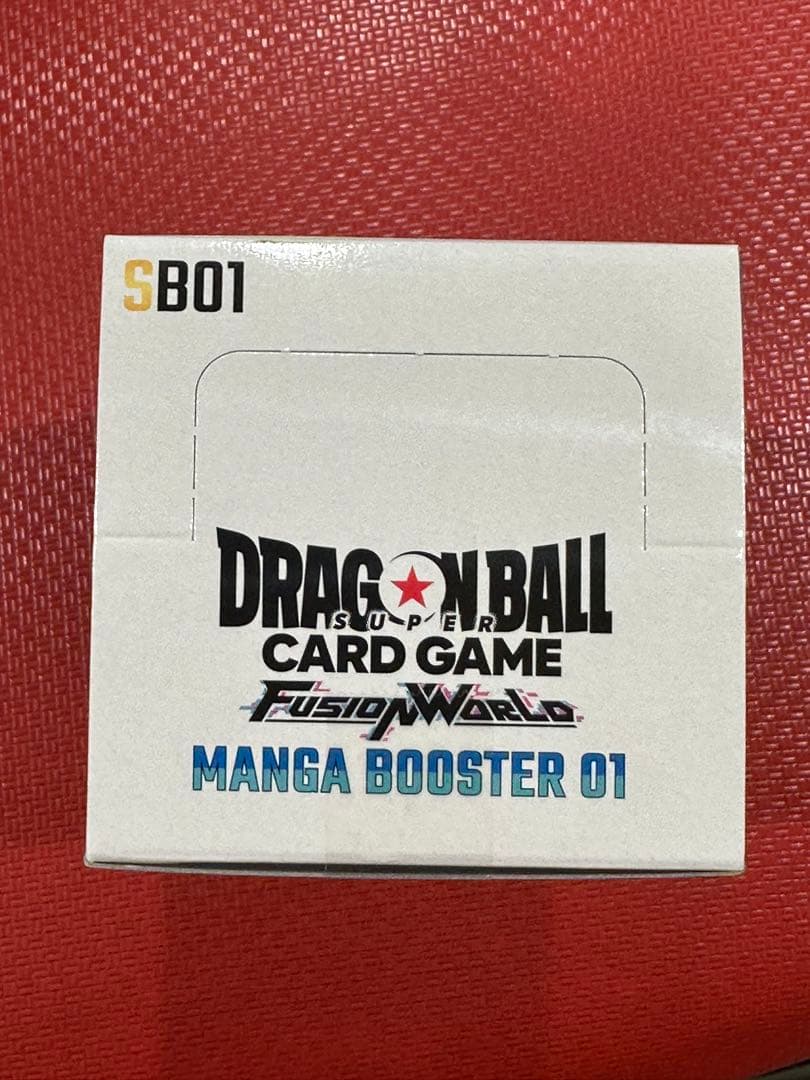 SB01
DRAGON BALL
SUPER
CARD GAME
FUSION WORLD
MANGA BOOSTER 01